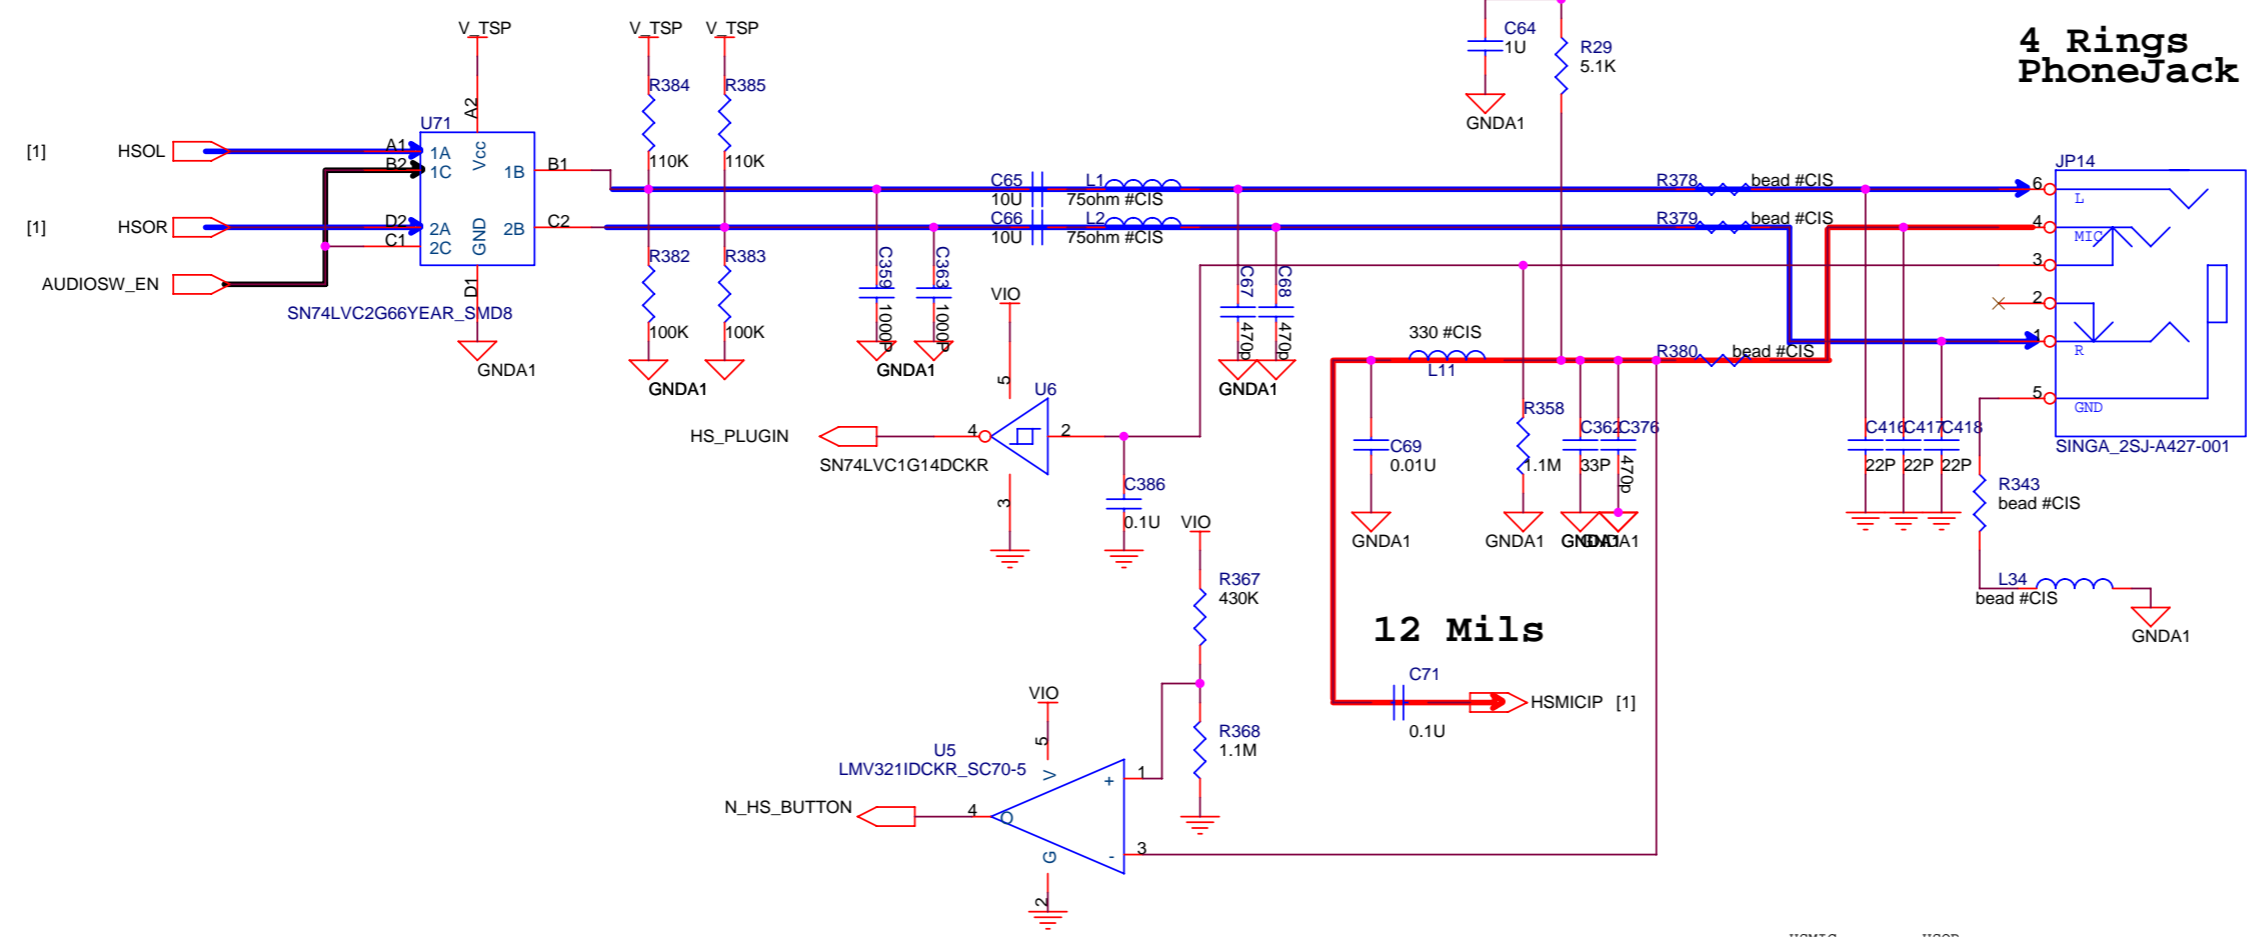 C64
1U
R29
5.1K
GNDA1
4 Rings
PhoneJack
V_TSP
V_TSP
V_TSP
R384
110K
R385
110K
R382
100K
R383
100K
GNDA1
U71
A2
Vcc
[1] HSOL
A1 1A
B2 1C
1B B1
[1] HSOR
D2 2A
C1 2C
GND
2B C2
AUDIOSW_EN
D1
SN74LVC2G66YEAR_SMD8
GNDA1
C65
10U
L1
75ohm #CIS
C66
10U
L2
75ohm #CIS
C359
1000P
C363
1000P
GNDA1
C67
470p
C68
470p
GNDA1
R378 bead #CIS
R379 bead #CIS
R380 bead #CIS
JP14
6 L
4 MIC
3
2
1 R
5 GND
SINGA_2SJ-A427-001
VIO
5
U6
HS_PLUGIN
4
2
SN74LVC1G14DCKR
3
C386
0.1U
330 #CIS
L11
C69
0.01U
GNDA1
R358
1.1M
GNDA1
C362
33P
GNDA1
C376
470p
GNDA1
C416
22P
C417
22P
C418
22P
R343
bead #CIS
L34
bead #CIS
GNDA1
VIO
R367
430K
R368
1.1M
12 Mils
C71
0.1U
HSMICIP [1]
VIO
5
U5
LMV321IDCKR_SC70-5
V
+ 1
N_HS_BUTTON
4 O
- 3
G
2